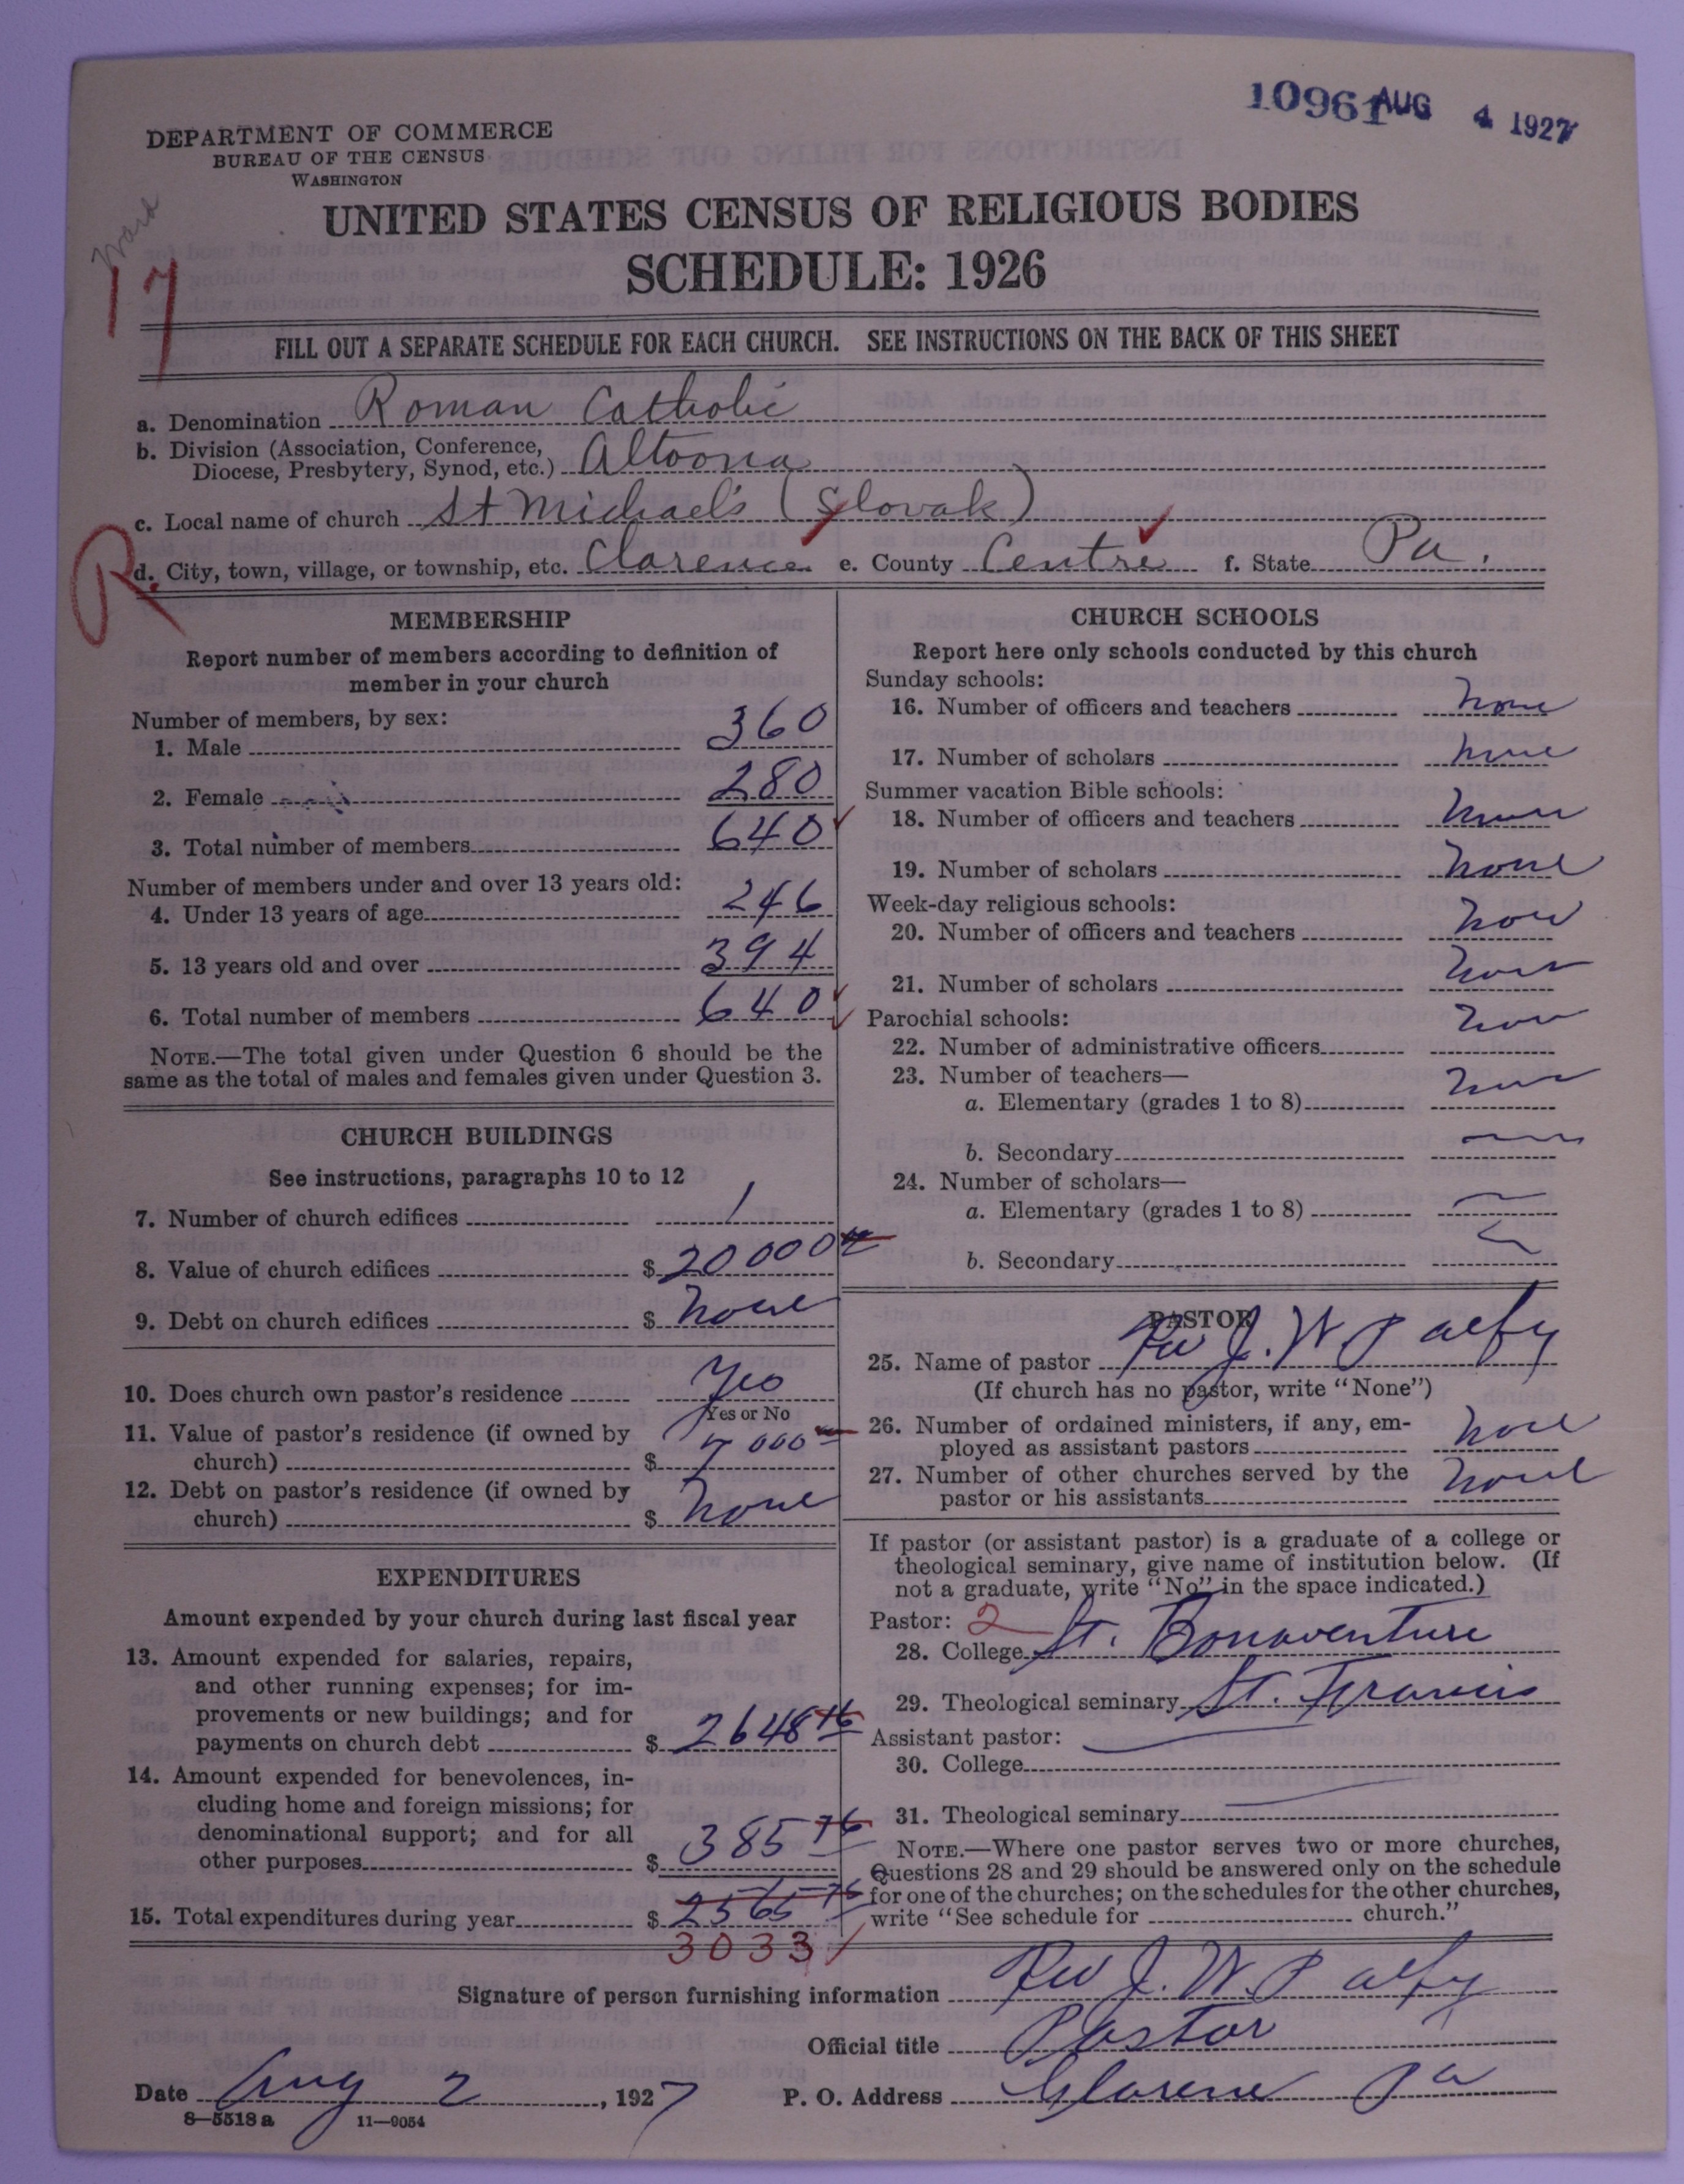 10961 AUG 4 1927
DEPARTMENT OF COMMERCE
BUREAU OF THE CENSUS
WASHINGTON
Ward
17
UNITED STATES CENSUS OF RELIGIOUS BODIES
SCHEDULE: 1926
FILL OUT A SEPARATE SCHEDULE FOR EACH CHURCH. SEE INSTRUCTIONS ON THE BACK OF THIS SHEET
a. Denomination Roman Catholic
b. Division (Association, Conference,
Diocese, Presbytery, Synod, etc.) Altoona
c. Local name of church St Michael's (Slovak)
R
d. City, town, village, or township, etc. Clarence e. County Centre f. State Pa.
MEMBERSHIP
Report number of members according to definition of
member in your church
Number of members, by sex:
1. Male 360
2. Female 280
3. Total number of members 640
Number of members under and over 13 years old:
4. Under 13 years of age 246
5. 13 years old and over 394
6. Total number of members 640
NOTE.—The total given under Question 6 should be the
same as the total of males and females given under Question 3.
CHURCH BUILDINGS
See instructions, paragraphs 10 to 12
7. Number of church edifices 1
8. Value of church edifices $ 20000
9. Debt on church edifices $ none
10. Does church own pastor's residence Yes
Yes or No
11. Value of pastor's residence (if owned by
church) $ 7000
12. Debt on pastor's residence (if owned by
church) $ none
EXPENDITURES
Amount expended by your church during last fiscal year
13. Amount expended for salaries, repairs,
and other running expenses; for im-
provements or new buildings; and for
payments on church debt $ 2648 16
14. Amount expended for benevolences, in-
cluding home and foreign missions; for
denominational support; and for all
other purposes $ 385 76
15. Total expenditures during year $ 2565 76
3033
CHURCH SCHOOLS
Report here only schools conducted by this church
Sunday schools:
16. Number of officers and teachers none
17. Number of scholars none
Summer vacation Bible schools:
18. Number of officers and teachers none
19. Number of scholars none
Week-day religious schools:
20. Number of officers and teachers none
21. Number of scholars none
Parochial schools: none
22. Number of administrative officers
23. Number of teachers—
a. Elementary (grades 1 to 8) none
b. Secondary
24. Number of scholars—
a. Elementary (grades 1 to 8)
b. Secondary
PASTOR
25. Name of pastor Rev J. W Palfy
(If church has no pastor, write "None")
26. Number of ordained ministers, if any, em-
ployed as assistant pastors none
27. Number of other churches served by the
pastor or his assistants none
If pastor (or assistant pastor) is a graduate of a college or
theological seminary, give name of institution below. (If
not a graduate, write "No" in the space indicated.)
Pastor: 2
28. College St. Bonaventure
29. Theological seminary St. Francis
Assistant pastor:
30. College
31. Theological seminary
NOTE.—Where one pastor serves two or more churches,
Questions 28 and 29 should be answered only on the schedule
for one of the churches; on the schedules for the other churches,
write "See schedule for church."
Signature of person furnishing information Rev J. W. Palfy
Official title Pastor
Date Aug 2, 1927 P. O. Address Clarence Pa
8—5518 a 11—9054